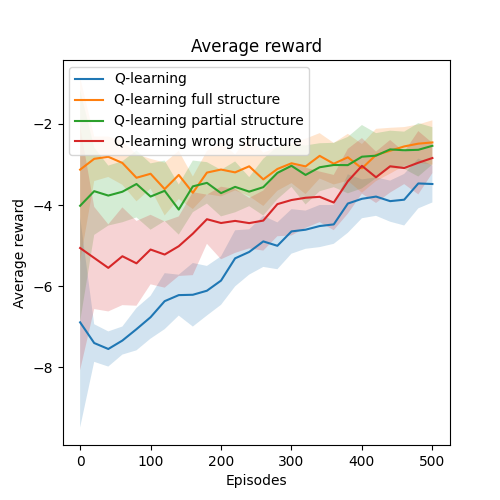 Average reward
Q-learning
Q-learning full structure
Q-learning partial structure
Q-learning wrong structure
Average reward
−2
−4
−6
−8
0 100 200 300 400 500
Episodes